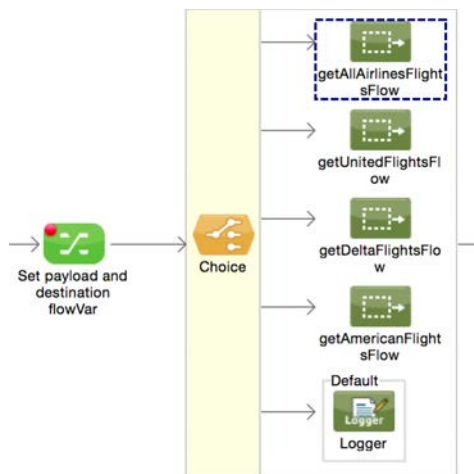 getAllAirlinesFlight
sFlow
getUnitedFlightsFl
ow
Set payload and
destination
flowVar
Choice
getDeltaFlightsFlo
w
getAmericanFlight
sFlow
Default
Logger
Logger